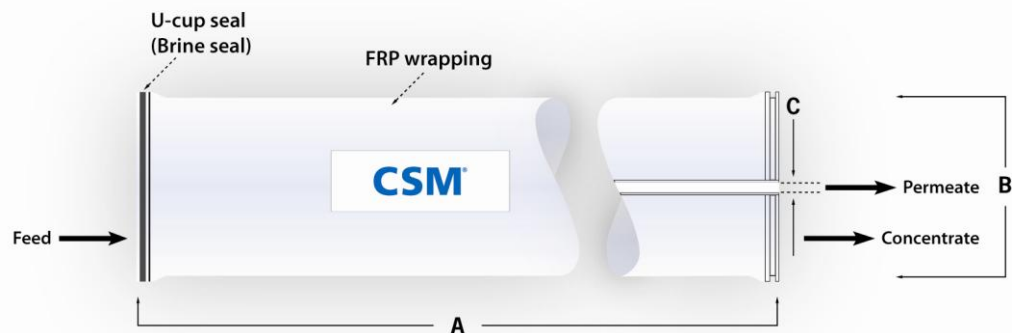 U-cup seal
(Brine seal)
FRP wrapping
C
CSM®
Permeate
B
Feed
Concentrate
A